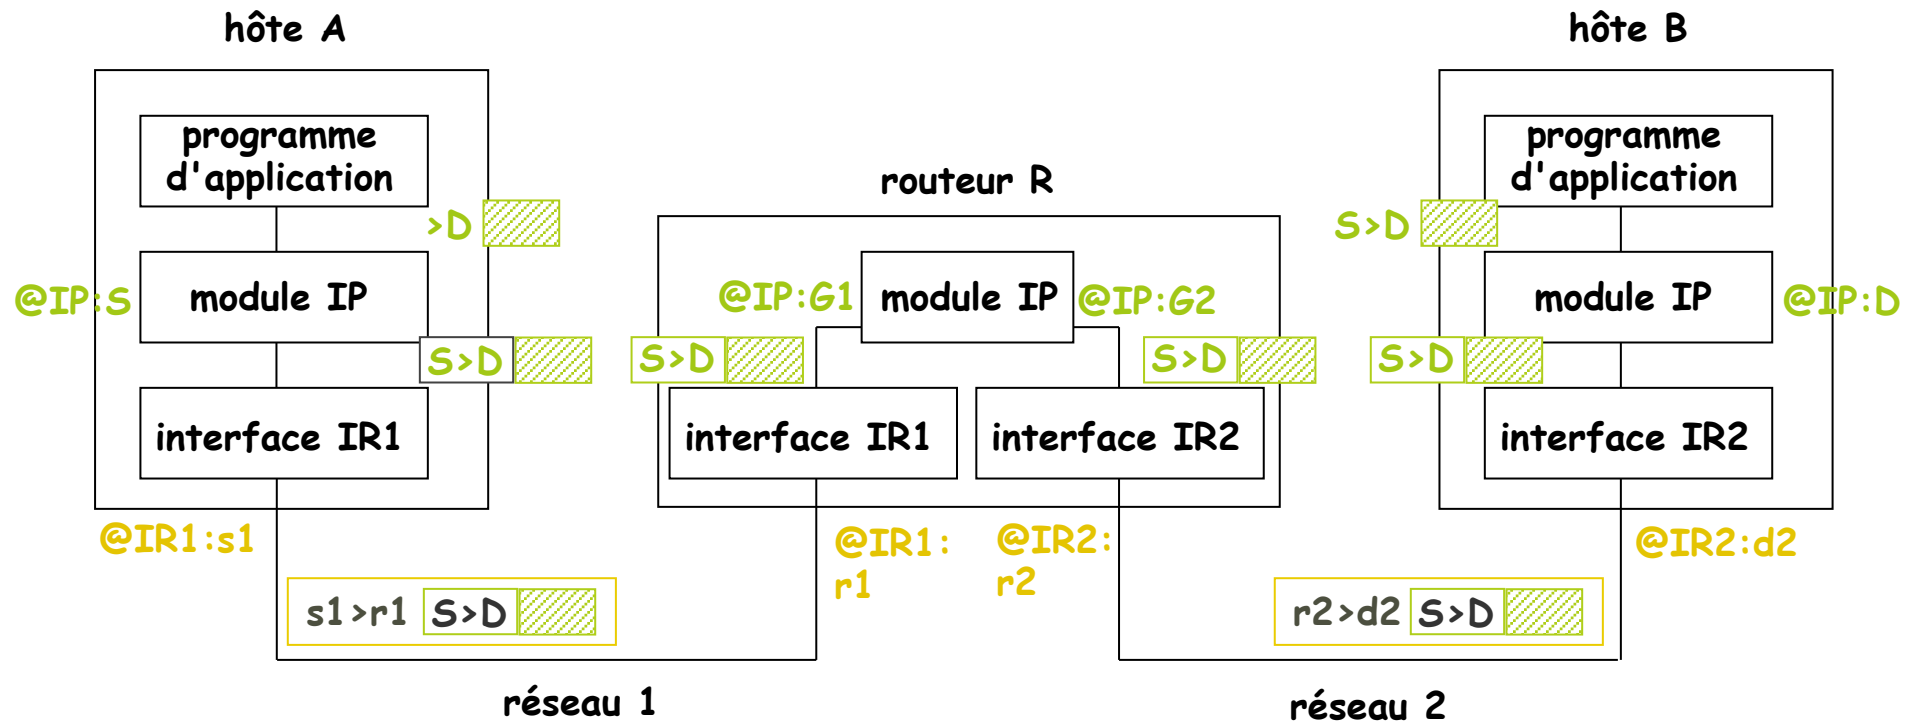 hôte A
hôte B
programme
d'application
>D
@IP:S
module IP
S>D
interface IR1
@IR1:s1
routeur R
@IP:G1
module IP
@IP:G2
S>D
S>D
interface IR1
interface IR2
@IR1:
r1
@IR2:
r2
programme
d'application
S>D
module IP
@IP:D
S>D
interface IR2
@IR2:d2
s1>r1 S>D
r2>d2 S>D
réseau 1
réseau 2